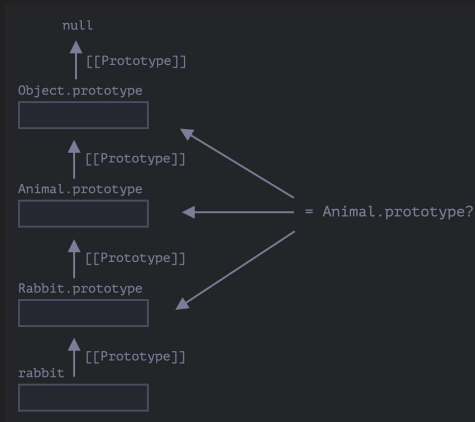 null
[[Prototype]]
Object.prototype
[[Prototype]]
Animal.prototype
= Animal.prototype?
[[Prototype]]
Rabbit.prototype
[[Prototype]]
rabbit